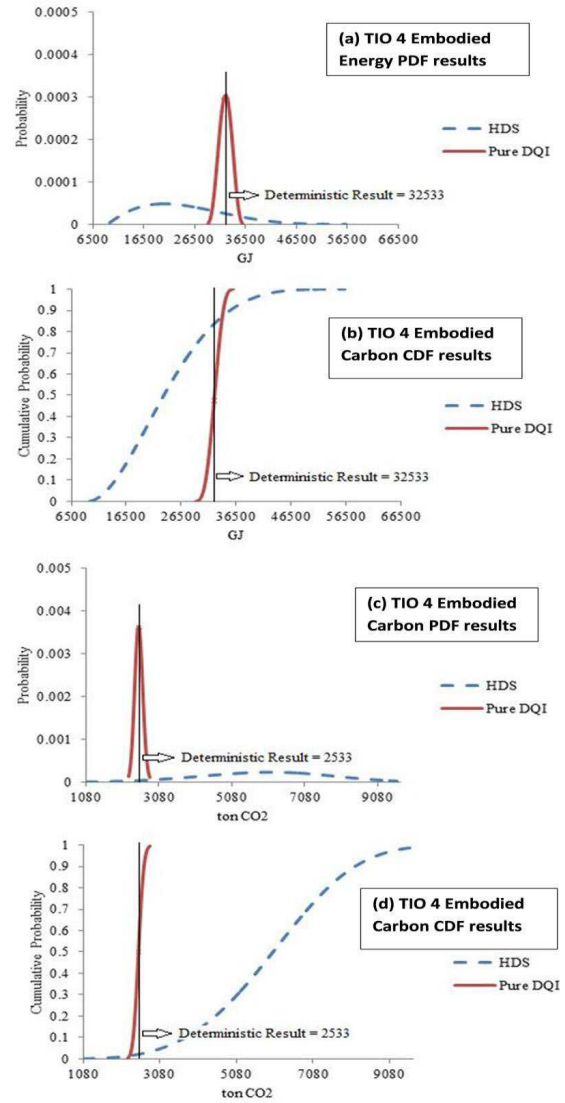 0.0005
(a) TIO 4 Embodied
Energy PDF results
0.0004
Probability
0.0003
HDS
0.0002
Pure DQI
Deterministic Result = 32533
0.0001
0
6500 16500 26500 36500 46500 56500 66500
GJ
1
0.9
(b) TIO 4 Embodied
Carbon CDF results
0.8
0.7
Cumulative Probability
0.6
0.5
HDS
0.4
Pure DQI
0.3
0.2
Deterministic Result = 32533
0.1
0
6500 16500 26500 36500 46500 56500 66500
GJ
0.005
(c) TIO 4 Embodied
Carbon PDF results
0.004
Probability
0.003
HDS
0.002
Pure DQI
0.001
Deterministic Result = 2533
0
1080 3080 5080 7080 9080
ton CO2
1
0.9
(d) TIO 4 Embodied
Carbon CDF results
0.8
0.7
Cumulative Probability
0.6
0.5
HDS
0.4
Pure DQI
0.3
0.2
Deterministic Result = 2533
0.1
0
1080 3080 5080 7080 9080
ton CO2